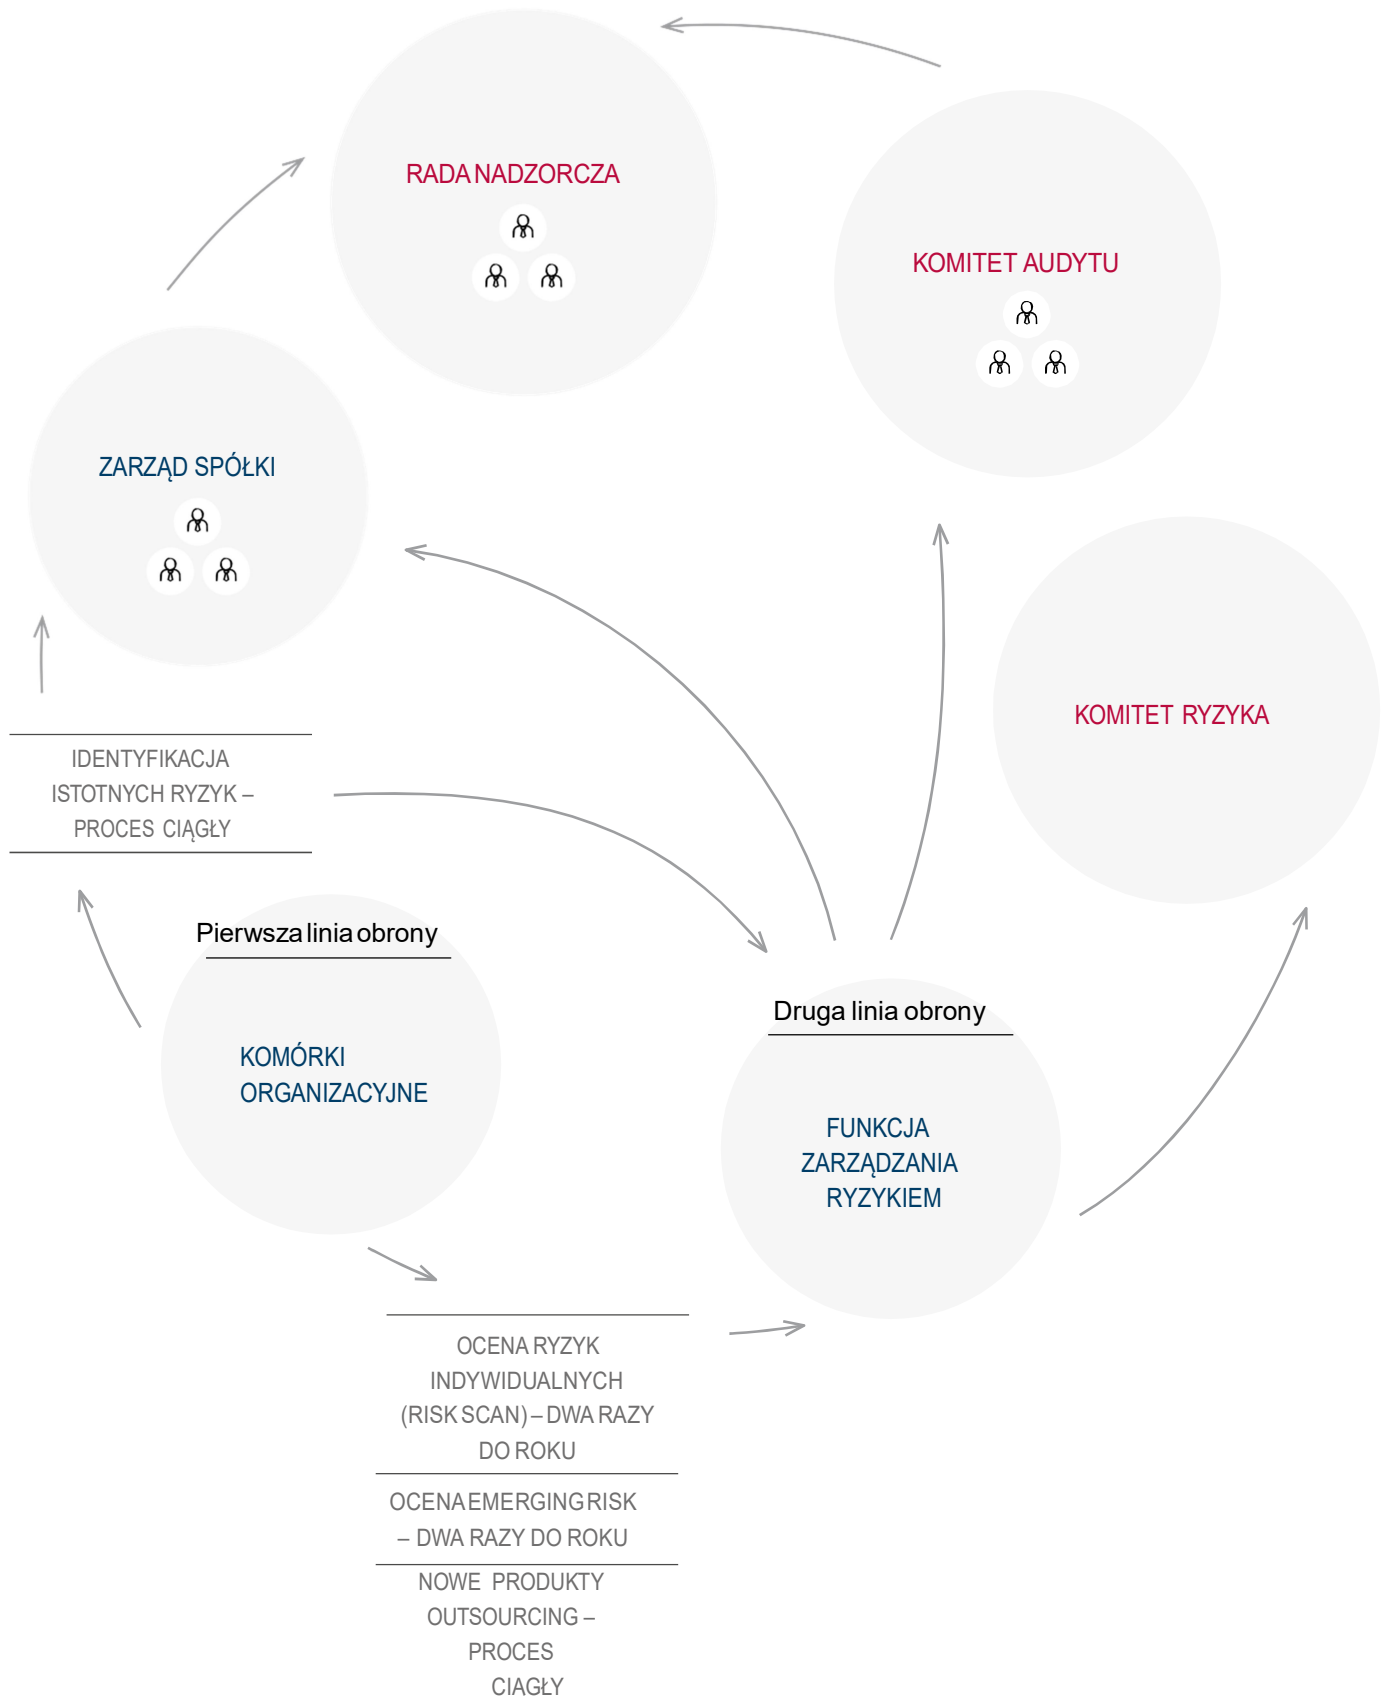 RADA NADZORCZA
KOMITET AUDYTU
ZARZĄD SPÓŁKI
KOMITET RYZYKA
IDENTYFIKACJA
ISTOTNYCH RYZYK –
PROCES CIĄGŁY
Pierwsza linia obrony
KOMÓRKI
ORGANIZACYJNE
Druga linia obrony
FUNKCJA
ZARZĄDZANIA
RYZYKIEM
OCENA RYZYK
INDYWIDUALNYCH
(RISK SCAN) – DWA RAZY
DO ROKU
OCENA EMERGING RISK
– DWA RAZY DO ROKU
NOWE PRODUKTY
OUTSOURCING –
PROCES
CIAGŁY